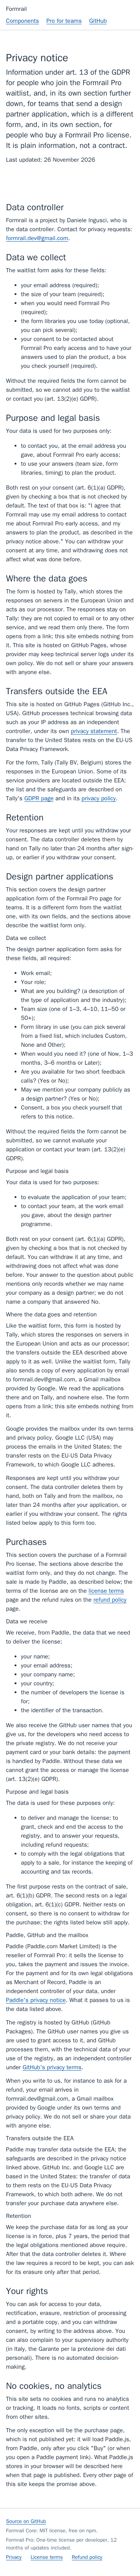 Formrail
Components Pro for teams GitHub
Privacy notice
Information under art. 13 of the GDPR
for people who join the Formrail Pro
waitlist, and, in its own section further
down, for teams that send a design
partner application, which is a different
form, and, in its own section, for
people who buy a Formrail Pro license.
It is plain information, not a contract.
Last updated: 26 November 2026
Data controller
Formrail is a project by Daniele Ingusci, who is
the data controller. Contact for privacy requests:
formrail.dev@gmail.com.
Data we collect
The waitlist form asks for these fields:
your email address (required);
the size of your team (required);
when you would need Formrail Pro
(required);
the form libraries you use today (optional,
you can pick several);
your consent to be contacted about
Formrail Pro early access and to have your
answers used to plan the product, a box
you check yourself (required).
Without the required fields the form cannot be
submitted, so we cannot add you to the waitlist
or contact you (art. 13(2)(e) GDPR).
Purpose and legal basis
Your data is used for two purposes only:
to contact you, at the email address you
gave, about Formrail Pro early access;
to use your answers (team size, form
libraries, timing) to plan the product.
Both rest on your consent (art. 6(1)(a) GDPR),
given by checking a box that is not checked by
default. The text of that box is: "I agree that
Formrail may use my email address to contact
me about Formrail Pro early access, and my
answers to plan the product, as described in the
privacy notice above." You can withdraw your
consent at any time, and withdrawing does not
affect what was done before.
Where the data goes
The form is hosted by Tally, which stores the
responses on servers in the European Union and
acts as our processor. The responses stay on
Tally: they are not copied to email or any other
service, and we read them only there. The form
opens from a link, this site embeds nothing from
it. This site is hosted on GitHub Pages, whose
provider may keep technical logs under its own
policy. We do not sell or share your answers
with anyone else.
Transfers outside the EEA
This site is hosted on GitHub Pages (GitHub Inc.,
USA). GitHub processes technical browsing data
such as your IP address as an independent
controller, under its own privacy statement. The
transfer to the United States rests on the EU-US
Data Privacy Framework.
For the form, Tally (Tally BV, Belgium) stores the
responses in the European Union. Some of its
service providers are located outside the EEA;
the list and the safeguards are described on
Tally's GDPR page and in its privacy policy.
Retention
Your responses are kept until you withdraw your
consent. The data controller deletes them by
hand on Tally no later than 24 months after sign-
up, or earlier if you withdraw your consent.
Design partner applications
This section covers the design partner
application form of the Formrail Pro page for
teams. It is a different form from the waitlist
one, with its own fields, and the sections above
describe the waitlist form only.
Data we collect
The design partner application form asks for
these fields, all required:
Work email;
Your role;
What are you building? (a description of
the type of application and the industry);
Team size (one of 1–3, 4–10, 11–50 or
50+);
Form library in use (you can pick several
from a fixed list, which includes Custom,
None and Other);
When would you need it? (one of Now, 1–3
months, 3–6 months or Later);
Are you available for two short feedback
calls? (Yes or No);
May we mention your company publicly as
a design partner? (Yes or No);
Consent, a box you check yourself that
refers to this notice.
Without the required fields the form cannot be
submitted, so we cannot evaluate your
application or contact your team (art. 13(2)(e)
GDPR).
Purpose and legal basis
Your data is used for two purposes:
to evaluate the application of your team;
to contact your team, at the work email
you gave, about the design partner
programme.
Both rest on your consent (art. 6(1)(a) GDPR),
given by checking a box that is not checked by
default. You can withdraw it at any time, and
withdrawing does not affect what was done
before. Your answer to the question about public
mentions only records whether we may name
your company as a design partner; we do not
name a company that answered No.
Where the data goes and retention
Like the waitlist form, this form is hosted by
Tally, which stores the responses on servers in
the European Union and acts as our processor;
the transfers outside the EEA described above
apply to it as well. Unlike the waitlist form, Tally
also sends a copy of every application by email
to formrail.dev@gmail.com, a Gmail mailbox
provided by Google. We read the applications
there and on Tally, and nowhere else. The form
opens from a link, this site embeds nothing from
it.
Google provides the mailbox under its own terms
and privacy policy. Google LLC (USA) may
process the emails in the United States; the
transfer rests on the EU-US Data Privacy
Framework, to which Google LLC adheres.
Responses are kept until you withdraw your
consent. The data controller deletes them by
hand, both on Tally and from the mailbox, no
later than 24 months after your application, or
earlier if you withdraw your consent. The rights
listed below apply to this form too.
Purchases
This section covers the purchase of a Formrail
Pro license. The sections above describe the
waitlist form only, and they do not change. The
sale is made by Paddle, as described below; the
terms of the license are on the license terms
page and the refund rules on the refund policy
page.
Data we receive
We receive, from Paddle, the data that we need
to deliver the license:
your name;
your email address;
your company name;
your country;
the number of developers the license is
for;
the identifier of the transaction.
We also receive the GitHub user names that you
give us, for the developers who need access to
the private registry. We do not receive your
payment card or your bank details: the payment
is handled by Paddle. Without these data we
cannot grant the access or manage the license
(art. 13(2)(e) GDPR).
Purpose and legal basis
The data is used for these purposes only:
to deliver and manage the license: to
grant, check and end the access to the
registry, and to answer your requests,
including refund requests;
to comply with the legal obligations that
apply to a sale, for instance the keeping of
accounting and tax records.
The first purpose rests on the contract of sale,
art. 6(1)(b) GDPR. The second rests on a legal
obligation, art. 6(1)(c) GDPR. Neither rests on
consent, so there is no consent to withdraw for a
purchase; the rights listed below still apply.
Paddle, GitHub and the mailbox
Paddle (Paddle.com Market Limited) is the
reseller of Formrail Pro: it sells the license to
you, takes the payment and issues the invoice.
For the payment and for its own legal obligations
as Merchant of Record, Paddle is an
independent controller of your data, under
Paddle's privacy notice. What it passes to us is
the data listed above.
The registry is hosted by GitHub (GitHub
Packages). The GitHub user names you give us
are used to grant access to it, and GitHub
processes them, with the technical data of your
use of the registry, as an independent controller
under GitHub's privacy terms.
When you write to us, for instance to ask for a
refund, your email arrives in
formrail.dev@gmail.com, a Gmail mailbox
provided by Google under its own terms and
privacy policy. We do not sell or share your data
with anyone else.
Transfers outside the EEA
Paddle may transfer data outside the EEA; the
safeguards are described in the privacy notice
linked above. GitHub Inc. and Google LLC are
based in the United States: the transfer of data
to them rests on the EU-US Data Privacy
Framework, to which both adhere. We do not
transfer your purchase data anywhere else.
Retention
We keep the purchase data for as long as your
license is in force, plus 7 years, the period that
the legal obligations mentioned above require.
After that the data controller deletes it. Where
the law requires a record to be kept, you can ask
for its erasure only after that period.
Your rights
You can ask for access to your data,
rectification, erasure, restriction of processing
and a portable copy, and you can withdraw
consent, by writing to the address above. You
can also complain to your supervisory authority
(in Italy, the Garante per la protezione dei dati
personali). There is no automated decision-
making.
No cookies, no analytics
This site sets no cookies and runs no analytics
or tracking. It loads no fonts, scripts or resources
from other sites.
The only exception will be the purchase page,
which is not published yet: it will load Paddle.js,
from Paddle, only after you click "Buy" (or when
you open a Paddle payment link). What Paddle.js
stores in your browser will be described here
when that page is published. Every other page of
this site keeps the promise above.
Source on GitHub
Formrail Core: MIT license, free on npm.
Formrail Pro: One-time license per developer, 12
months of updates included.
Privacy License terms Refund policy